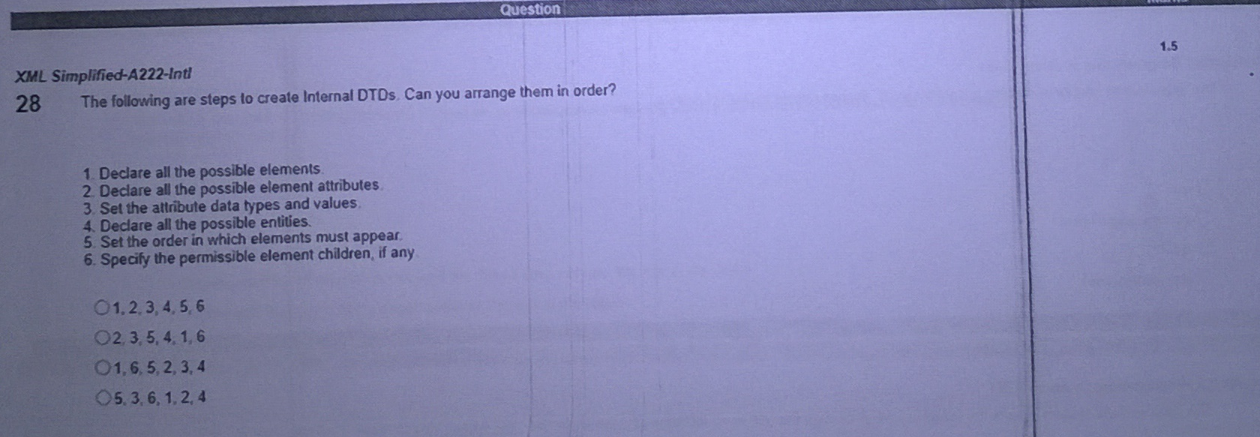 Question
1.5
XML Simplified-A222-Intl
28 The following are steps to create Internal DTDs. Can you arrange them in order?
1. Declare all the possible elements.
2. Declare all the possible element attributes.
3. Set the attribute data types and values.
4. Declare all the possible entities.
5. Set the order in which elements must appear.
6. Specify the permissible element children, if any.
1, 2, 3, 4, 5, 6
2, 3, 5, 4, 1, 6
1, 6, 5, 2, 3, 4
5, 3, 6, 1, 2, 4